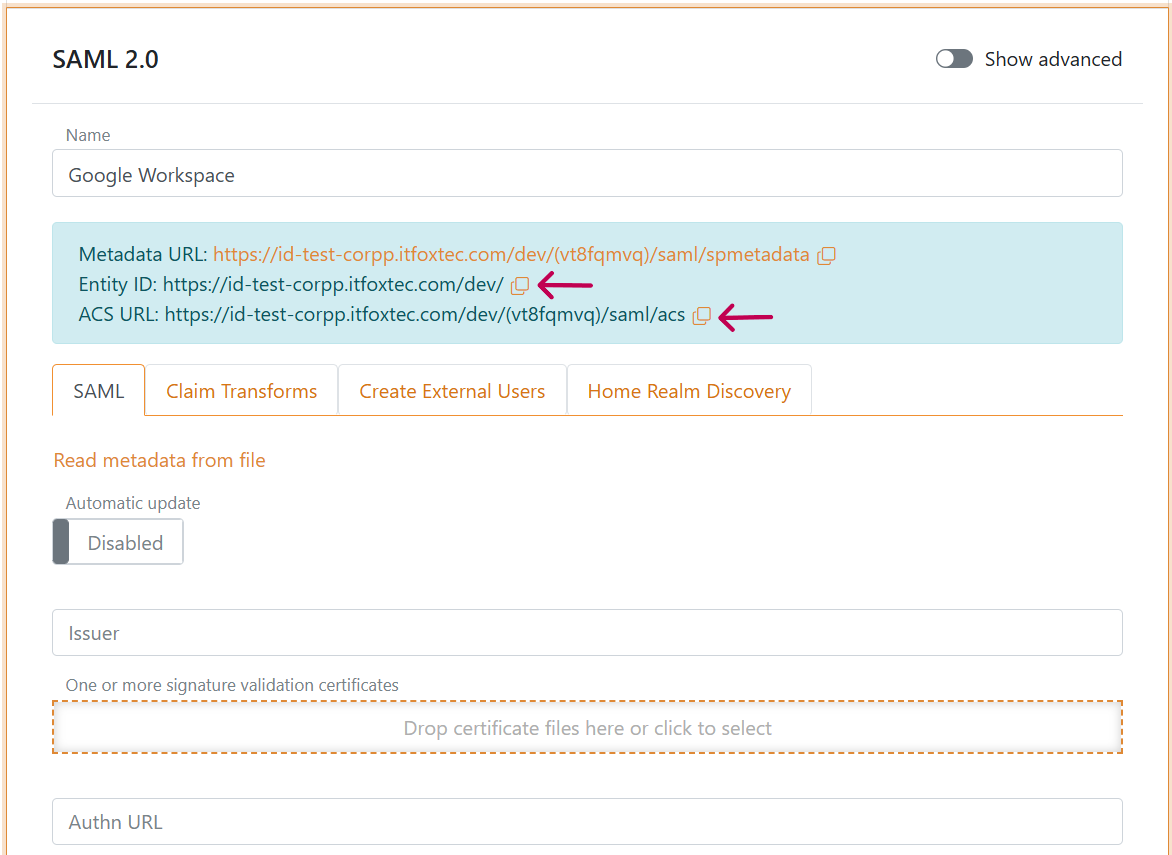 SAML 2.0
Show advanced
Name
Google Workspace
Metadata URL: https://id-test-corpp.itfoxtec.com/dev/(vt8fqmvq)/saml/spmetadata
Entity ID: https://id-test-corpp.itfoxtec.com/dev/
ACS URL: https://id-test-corpp.itfoxtec.com/dev/(vt8fqmvq)/saml/acs
SAML
Claim Transforms
Create External Users
Home Realm Discovery
Read metadata from file
Automatic update
Disabled
Issuer
One or more signature validation certificates
Drop certificate files here or click to select
Authn URL